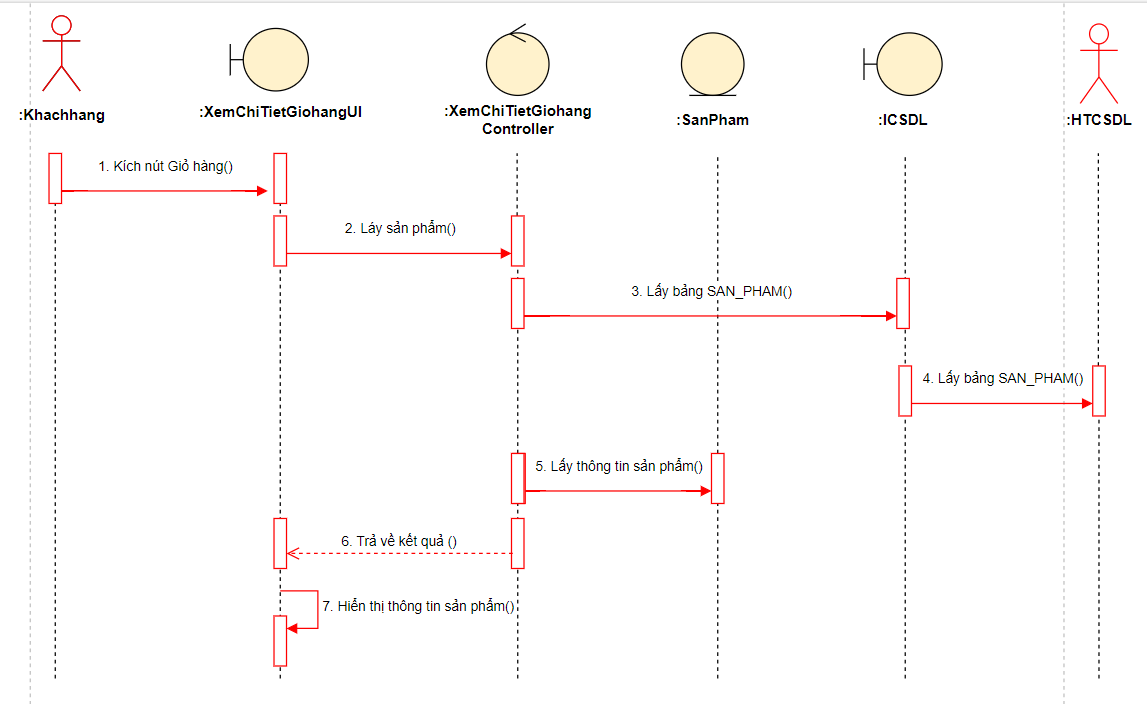 :Khachhang
:XemChiTietGiohangUI
:XemChiTietGiohang
Controller
:SanPham
:ICSDL
:HTCSDL
1. Kích nút Giỏ hàng()
2. Láy sản phẩm()
3. Lấy bảng SAN_PHAM()
4. Lấy bảng SAN_PHAM()
5. Lấy thông tin sản phẩm()
6. Trả về kết quả ()
7. Hiển thị thông tin sản phẩm()